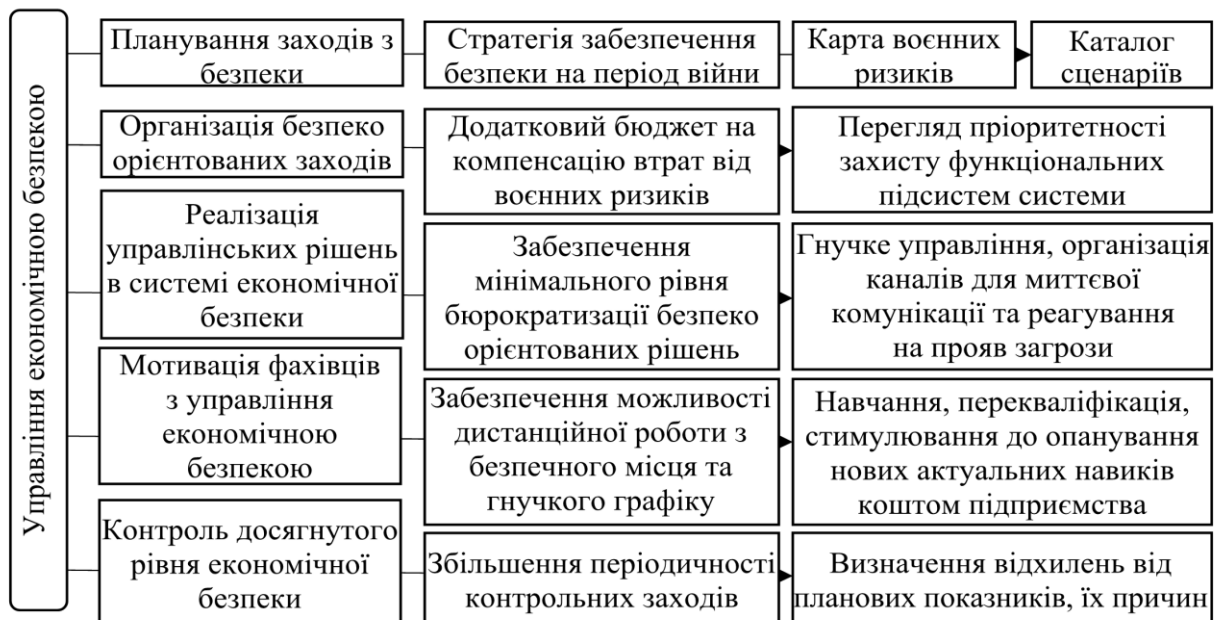 Управління економічною безпекою
Планування заходів з
безпеки
Стратегія забезпечення
безпеки на період війни
Карта воєнних
ризиків
Каталог
сценаріїв
Організація безпеко
орієнтованих заходів
Додатковий бюджет на
компенсацію втрат від
воєнних ризиків
Перегляд пріоритетності
захисту функціональних
підсистем системи
Реалізація
управлінських рішень
в системі економічної
безпеки
Забезпечення
мінімального рівня
бюрократизації безпеко
орієнтованих рішень
Гнучке управління, організація
каналів для миттєвої
комунікації та реагування
на прояв загрози
Мотивація фахівців
з управління
економічною
безпекою
Забезпечення можливості
дистанційної роботи з
безпечного місця та
гнучкого графіку
Навчання, перекваліфікація,
стимулювання до опанування
нових актуальних навиків
коштом підприємства
Контроль досягнутого
рівня економічної
безпеки
Збільшення періодичності
контрольних заходів
Визначення відхилень від
планових показників, їх причин